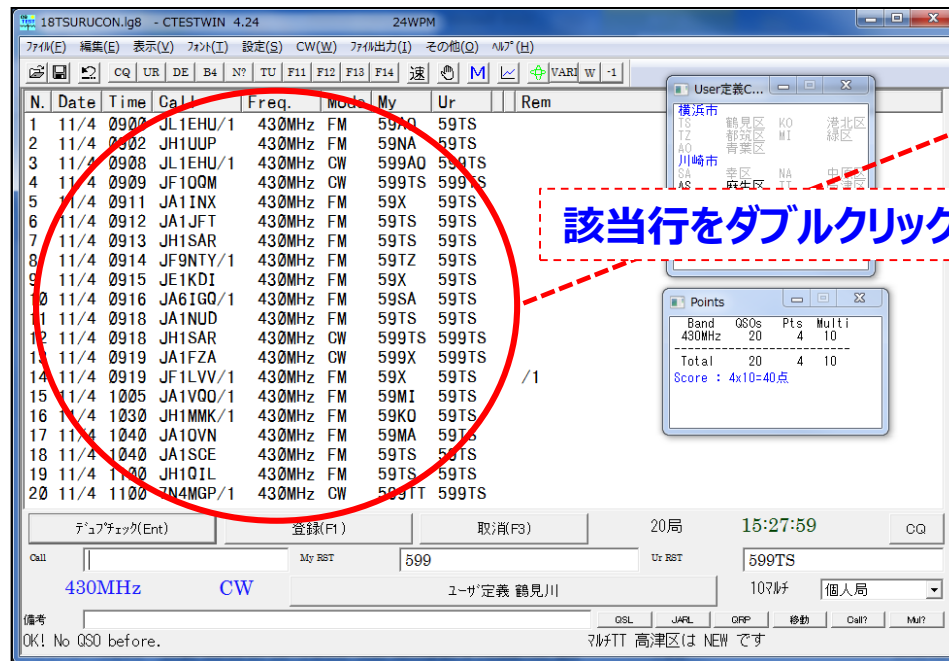 18TSURUCON.lg8 - CTESTWIN 4.24 24WPM
ﾌｧｲﾙ(F) 編集(E) 表示(V) ﾌｫﾝﾄ(T) 設定(S) CW(W) ﾌｧｲﾙ出力(I) その他(O) ﾍﾙﾌﾟ(H)
CQ UR DE B4 N? TU F11 F12 F13 F14 速 M VARI W -1
N. Date Time Call Freq. Mode My Ur Rem
1 11/4 0900 JL1EHU/1 430MHz FM 59AO 59TS
2 11/4 0902 JH1UUP 430MHz FM 59NA 59TS
3 11/4 0908 JL1EHU/1 430MHz CW 599AO 599TS
4 11/4 0909 JF1OQM 430MHz CW 599TS 599TS
5 11/4 0911 JA1INX 430MHz FM 59X 59TS
6 11/4 0912 JA1JFT 430MHz FM 59TS 59TS
7 11/4 0913 JH1SAR 430MHz FM 59TS 59TS
8 11/4 0914 JF9NTY/1 430MHz FM 59TZ 59TS
9 11/4 0915 JE1KDI 430MHz FM 59X 59TS
10 11/4 0916 JA6IGQ/1 430MHz FM 59SA 59TS
11 11/4 0918 JA1NUD 430MHz FM 59TS 59TS
12 11/4 0918 JH1SAR 430MHz CW 599TS 599TS
13 11/4 0919 JA1FZA 430MHz CW 599X 599TS
14 11/4 0919 JF1LVV/1 430MHz FM 59X 59TS /1
15 11/4 1005 JA1VQQ/1 430MHz FM 59MI 59TS
16 11/4 1030 JH1MMK/1 430MHz FM 59KO 59TS
17 11/4 1040 JA1OVN 430MHz FM 59MA 59TS
18 11/4 1040 JA1SCE 430MHz FM 59TS 59TS
19 11/4 1100 JH1QIL 430MHz FM 59TS 59TS
20 11/4 1100 7N4MGP/1 430MHz CW 599TT 599TS
User定義C...
横浜市
TS 鶴見区 KO 港北区
TZ 都筑区 MI 緑区
AO 青葉区
川崎市
SA 幸区 NA 中原区
AS 麻生区 TT 高津区
該当行をダブルクリック
Points
Band QSOs Pts Multi
430MHz 20 4 10
Total 20 4 10
Score : 4x10=40点
ﾃﾞｭﾌﾟﾁｪｯｸ(Ent) 登録(F1) 取消(F3) 20局 15:27:59 CQ
Call My RST 599 Ur RST 599TS
430MHz CW ﾕｰｻﾞ定義 鶴見川 10ﾏﾙﾁ 個人局
備考 QSL JARL QRP 移動 Call? Mul?
OK! No QSO before. ﾏﾙﾁTT 高津区は NEW です